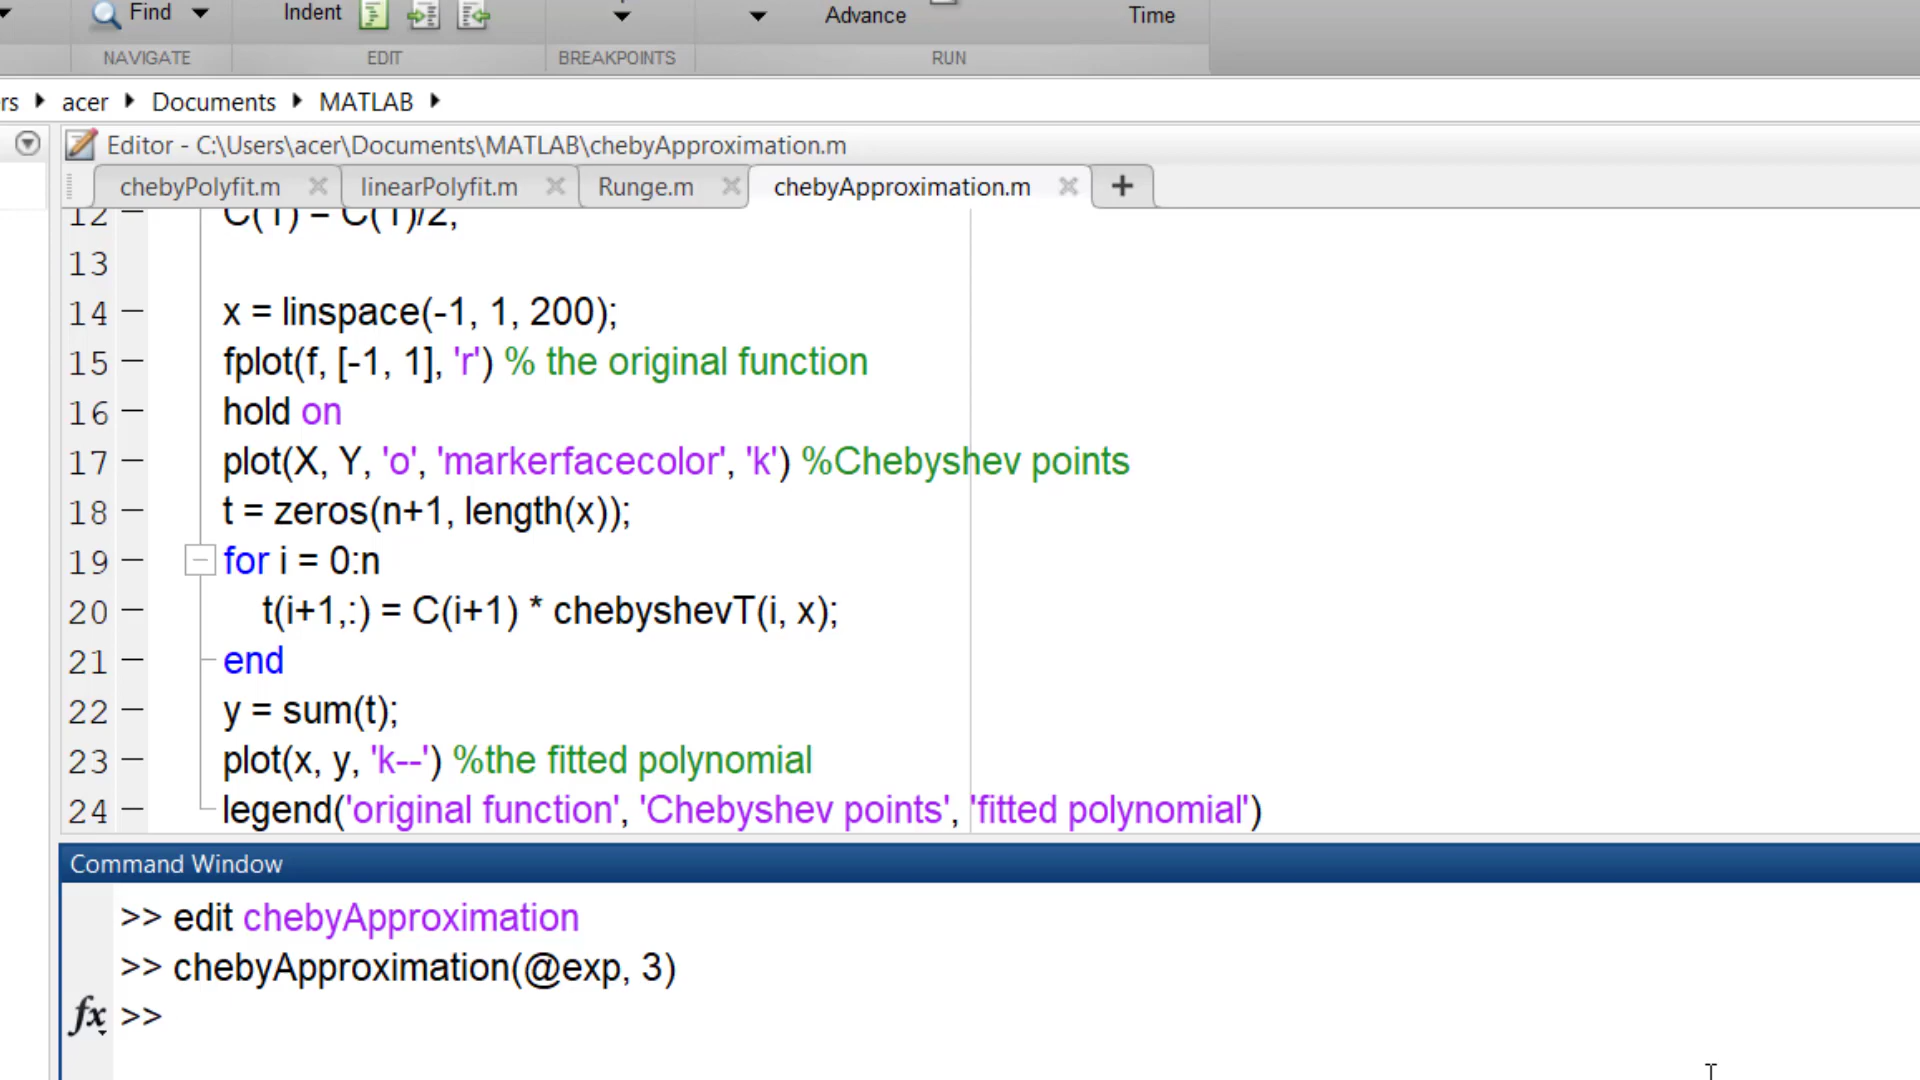 Find Indent Advance Time
NAVIGATE EDIT BREAKPOINTS RUN
rs acer Documents MATLAB
Editor - C:\Users\acer\Documents\MATLAB\chebyApproximation.m
chebyPolyfit.m linearPolyfit.m Runge.m chebyApproximation.m
12 C(1) = C(1)/2;
13
14 x = linspace(-1, 1, 200);
15 fplot(f, [-1, 1], 'r') % the original function
16 hold on
17 plot(X, Y, 'o', 'markerfacecolor', 'k') %Chebyshev points
18 t = zeros(n+1, length(x));
19 for i = 0:n
20 t(i+1,:) = C(i+1) * chebyshevT(i, x);
21 end
22 y = sum(t);
23 plot(x, y, 'k--') %the fitted polynomial
24 legend('original function', 'Chebyshev points', 'fitted polynomial')
Command Window
>> edit chebyApproximation
>> chebyApproximation(@exp, 3)
fx >>